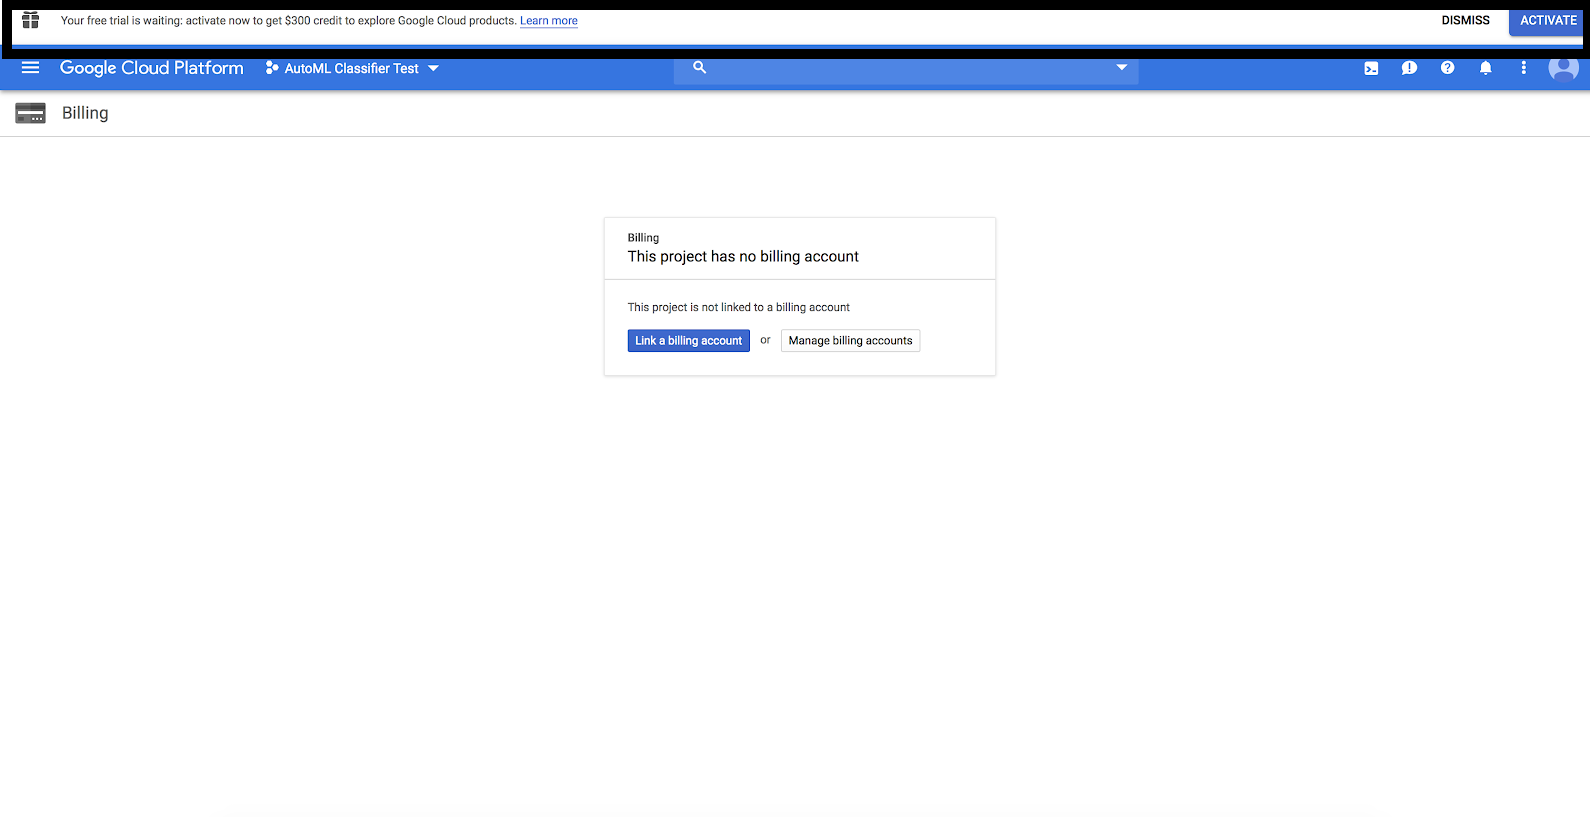 Your free trial is waiting: activate now to get $300 credit to explore Google Cloud products. Learn more
DISMISS
ACTIVATE
Google Cloud Platform
AutoML Classifier Test
Billing
Billing
This project has no billing account
This project is not linked to a billing account
Link a billing account or Manage billing accounts